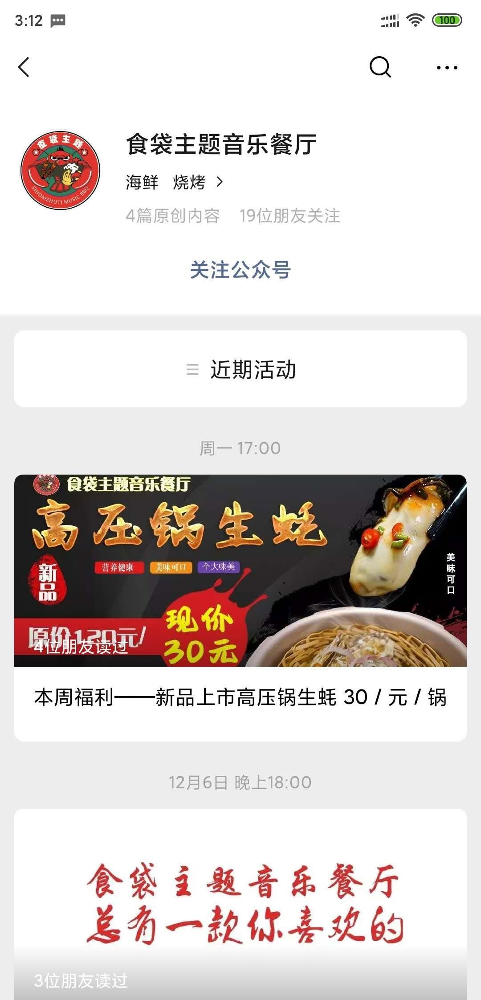 3:12
100
食袋主题
SHIDAIZHUTI MUSIC BBQ
食袋主题音乐餐厅
海鲜 烧烤
4篇原创内容 19位朋友关注
关注公众号
近期活动
周一 17:00
食袋主题音乐餐厅
高压锅生蚝
新品
营养健康 美味可口 个大味美
美味可口
现价
30元
原价120元/
4位朋友读过
本周福利——新品上市高压锅生蚝 30 / 元 / 锅
12月6日 晚上18:00
食袋主题音乐餐厅
总有一款你喜欢的
3位朋友读过